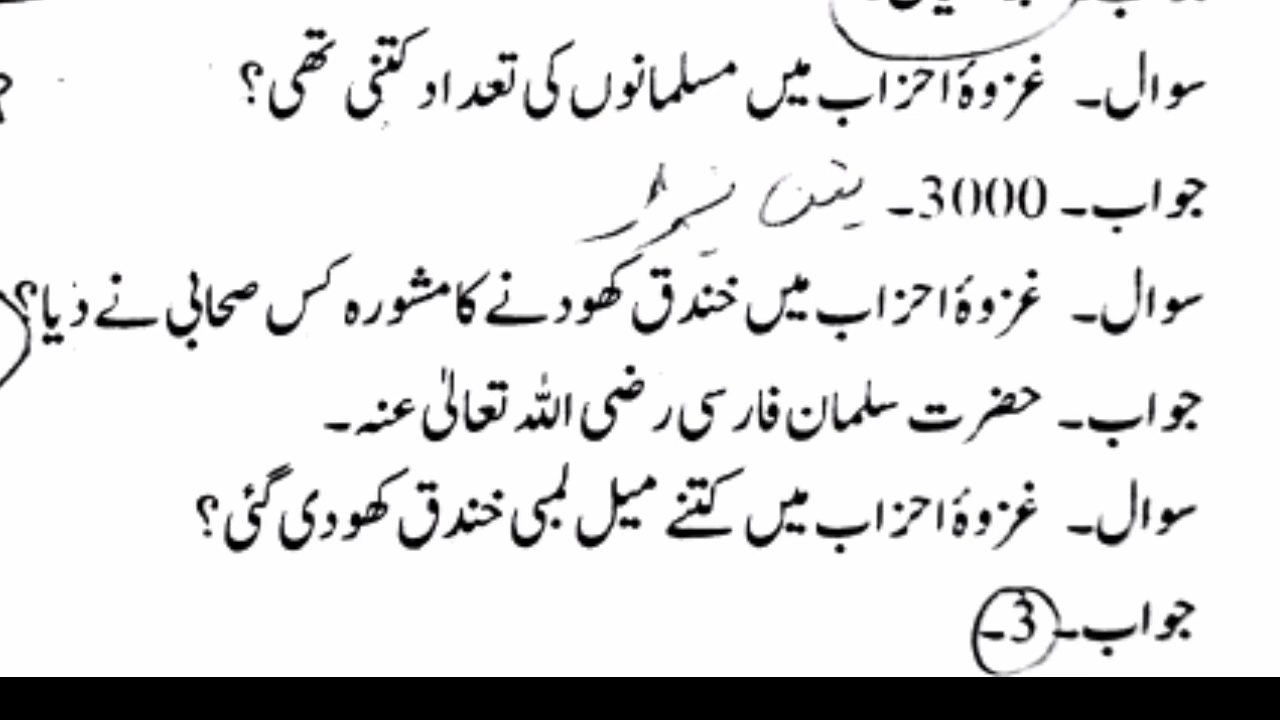 سوال۔ غزوۂ احزاب میں مسلمانوں کی تعداد کتنی تھی؟
جواب۔ 3000۔ تین ہزار
سوال۔ غزوۂ احزاب میں خندق کھودنے کا مشورہ کس صحابی نے دیا؟
جواب۔ حضرت سلمان فارسی رضی اللہ تعالیٰ عنہ۔
سوال۔ غزوۂ احزاب میں کتنے میل لمبی خندق کھودی گئی؟
جواب۔ 3۔